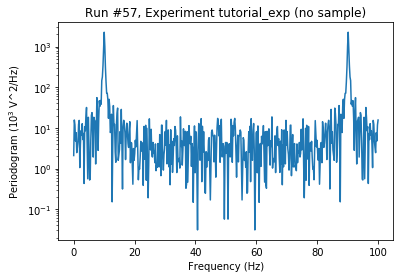 Run #57, Experiment tutorial_exp (no sample)
Periodogram (10³ V^2/Hz)
10³
10²
10¹
10⁰
10⁻¹
0 20 40 60 80 100
Frequency (Hz)